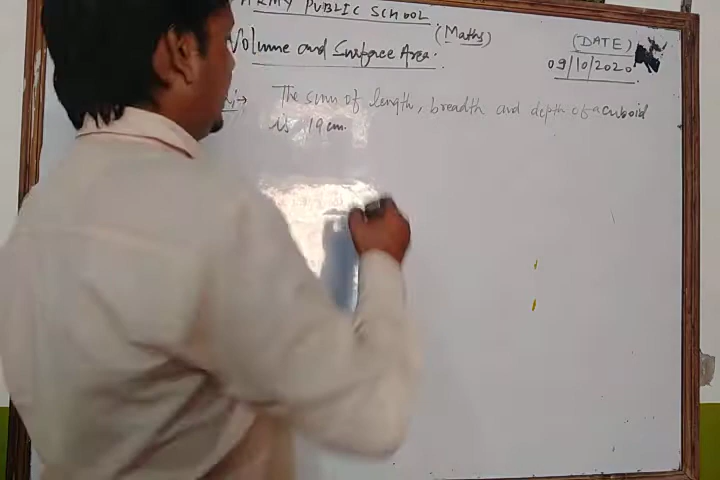 ARMY PUBLIC SCHOOL
(Maths)
Volume and Surface Area:
(DATE)
09/10/2020
The sum of length, breadth and depth of a cuboid
is 19 cm.